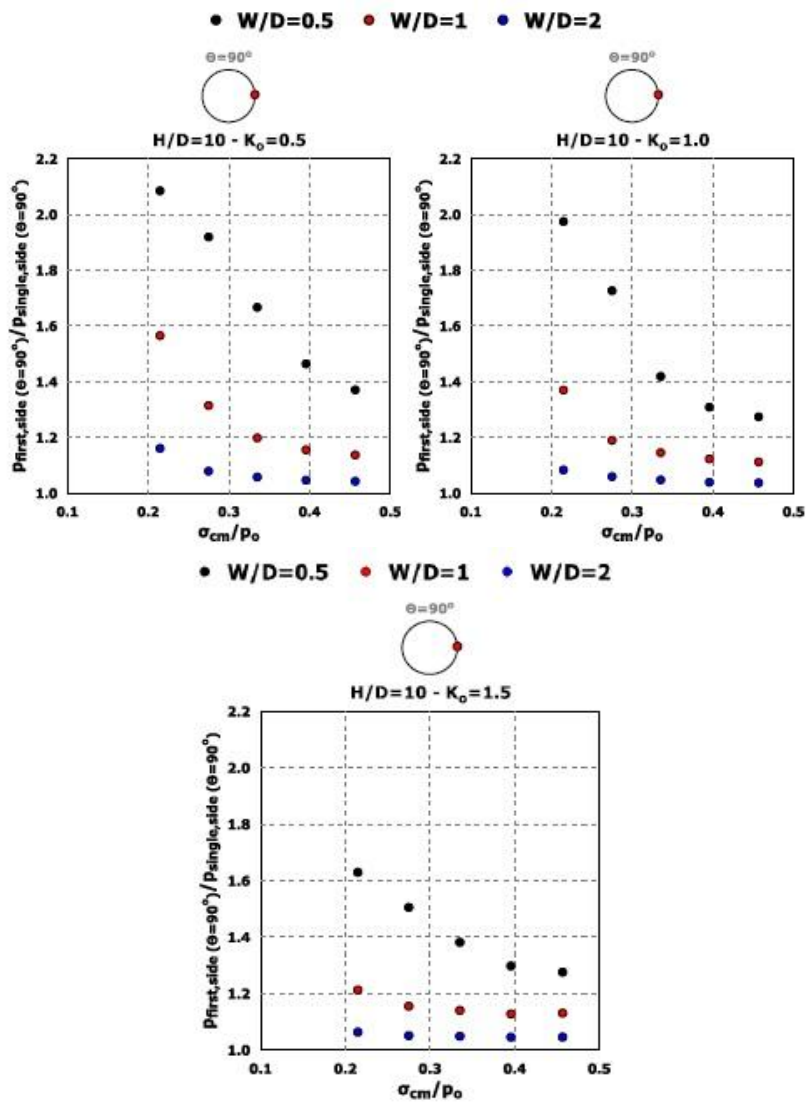 W/D=0.5 W/D=1 W/D=2
Θ=90° Θ=90°
H/D=10 - Ko=0.5 H/D=10 - Ko=1.0
2.2
2.0
1.8
1.6
1.4
1.2
1.0
0.1 0.2 0.3 0.4 0.5
pfirst,side (Θ=90°)/psingle,side (Θ=90°)
σcm/po
2.2
2.0
1.8
1.6
1.4
1.2
1.0
0.1 0.2 0.3 0.4 0.5
pfirst,side (Θ=90°)/psingle,side (Θ=90°)
σcm/po
W/D=0.5 W/D=1 W/D=2
Θ=90°
H/D=10 - Ko=1.5
2.2
2.0
1.8
1.6
1.4
1.2
1.0
0.1 0.2 0.3 0.4 0.5
pfirst,side (Θ=90°)/psingle,side (Θ=90°)
σcm/po